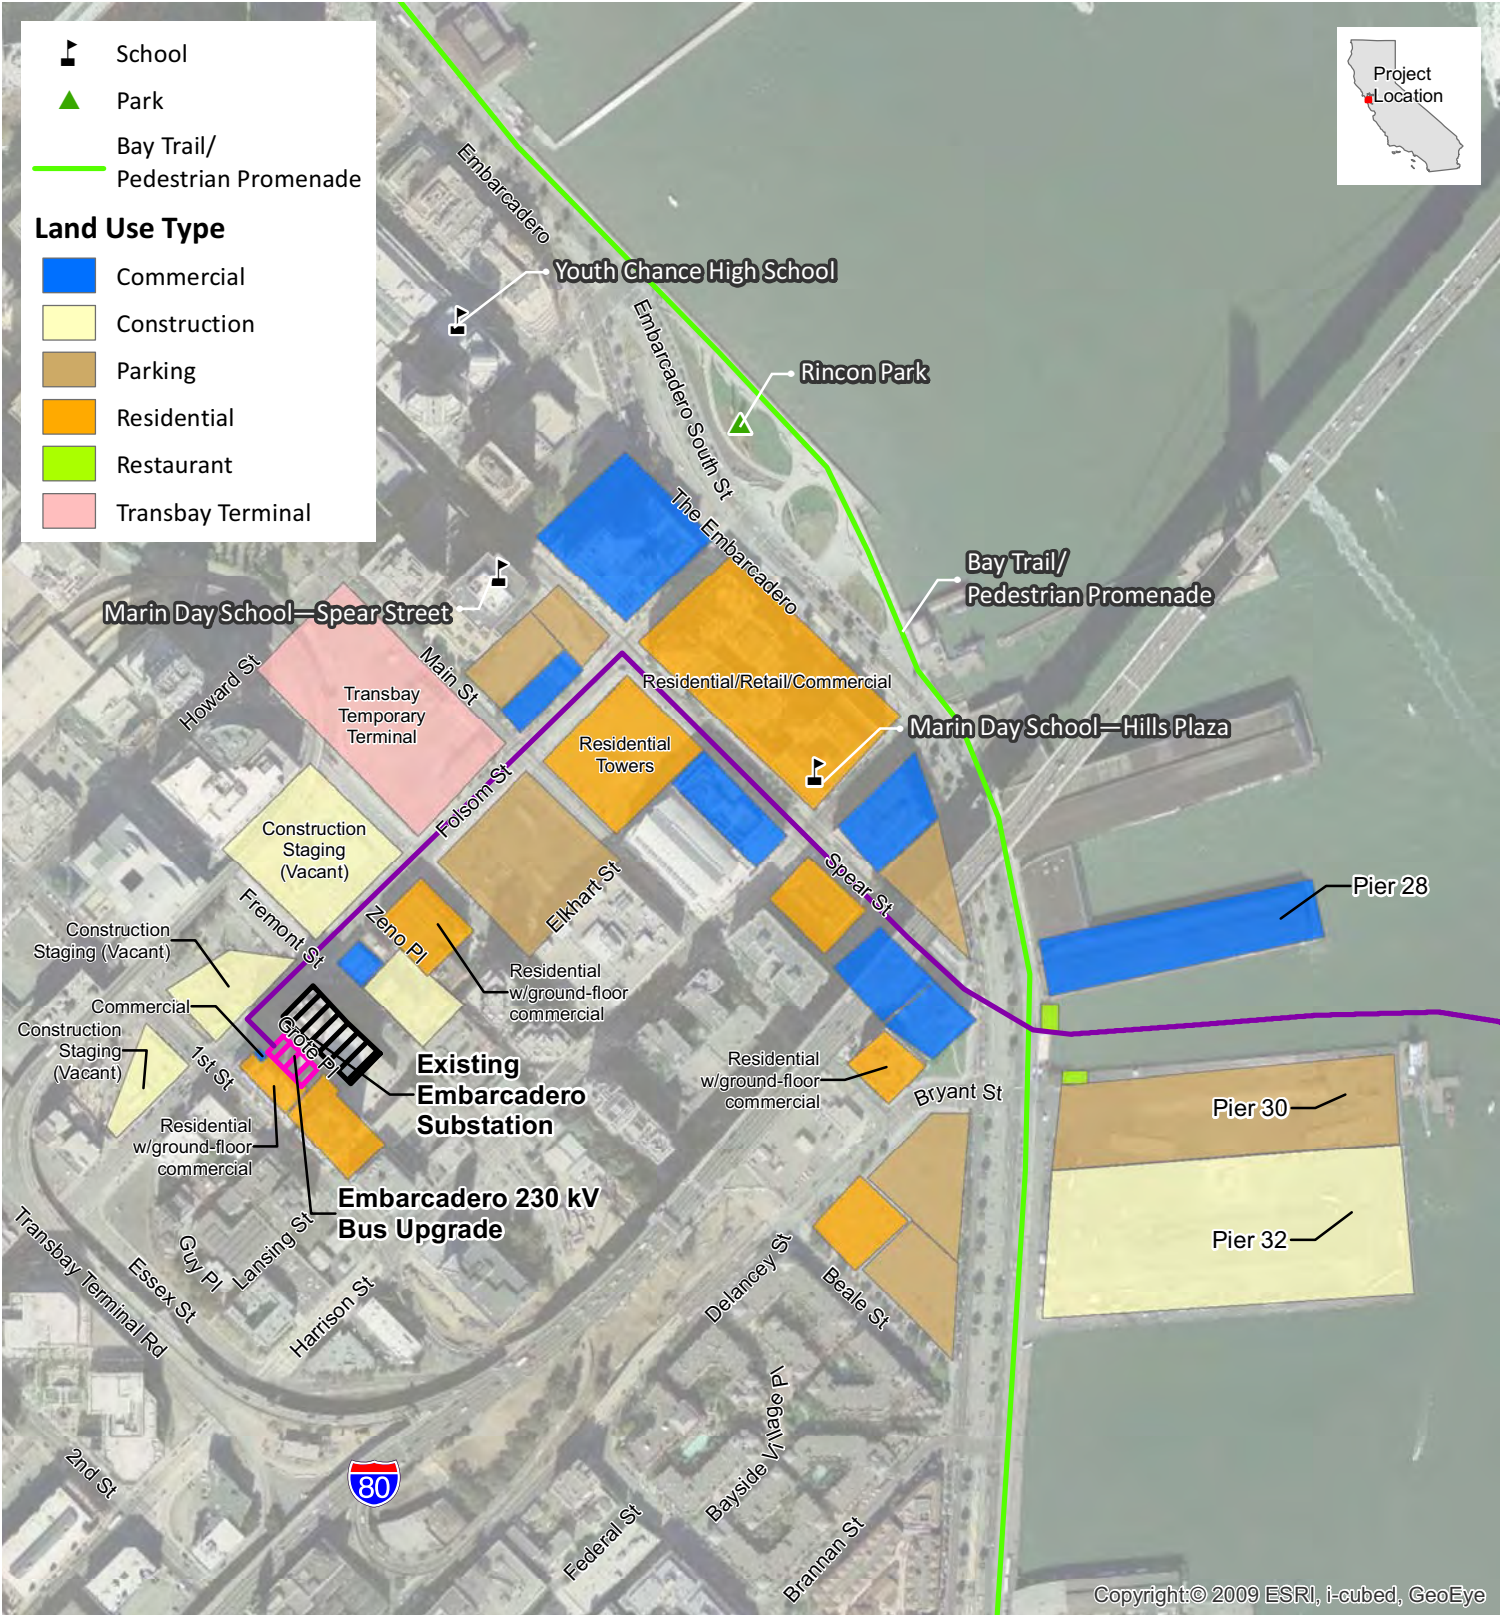 School
Park
Bay Trail/
Pedestrian Promenade
Land Use Type
Commercial
Construction
Parking
Residential
Restaurant
Transbay Terminal
Project
Location
Embarcadero
Youth Chance High School
Embarcadero South St
Rincon Park
The Embarcadero
Bay Trail/
Pedestrian Promenade
Marin Day School—Spear Street
Main St
Howard St
Transbay
Temporary
Terminal
Residential/Retail/Commercial
Marin Day School—Hills Plaza
Residential
Towers
Folsom St
Construction
Staging
(Vacant)
Spear St
Elkhart St
Pier 28
Fremont St
Zeno Pl
Construction
Staging (Vacant)
Residential
w/ground-floor
commercial
Commercial
Construction
Staging
(Vacant)
Grote Pl
1st St
Existing
Embarcadero
Substation
Residential
w/ground-floor
commercial
Bryant St
Pier 30
Residential
w/ground-floor
commercial
Embarcadero 230 kV
Bus Upgrade
Pier 32
Transbay Terminal Rd
Essex St
Guy Pl
Lansing St
Harrison St
Delancey St
Beale St
Bayside Village Pl
2nd St
80
Federal St
Brannan St
Copyright:© 2009 ESRI, i-cubed, GeoEye